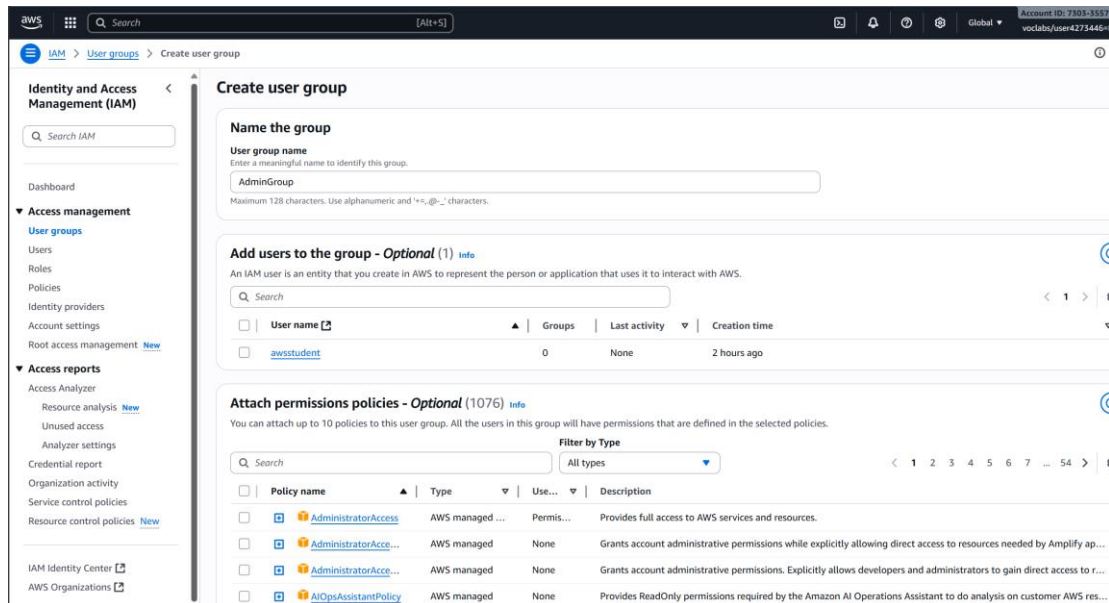 aws
Search
[Alt+S]
Global
Account ID: 7303-3557
voclabs/user4273446=
IAM > User groups > Create user group
Identity and Access Management (IAM)
Search IAM
Dashboard
Access management
User groups
Users
Roles
Policies
Identity providers
Account settings
Root access management New
Access reports
Access Analyzer
Resource analysis New
Unused access
Analyzer settings
Credential report
Organization activity
Service control policies
Resource control policies New
IAM Identity Center
AWS Organizations
Create user group
Name the group
User group name
Enter a meaningful name to identify this group.
AdminGroup
Maximum 128 characters. Use alphanumeric and '+=,.@-_' characters.
Add users to the group - Optional (1) Info
An IAM user is an entity that you create in AWS to represent the person or application that uses it to interact with AWS.
Search
1
User name Groups Last activity Creation time
awsstudent 0 None 2 hours ago
Attach permissions policies - Optional (1076) Info
You can attach up to 10 policies to this user group. All the users in this group will have permissions that are defined in the selected policies.
Filter by Type
Search All types 1 2 3 4 5 6 7 ... 54
Policy name Type Use... Description
AdministratorAccess AWS managed ... Permis... Provides full access to AWS services and resources.
AdministratorAcce... AWS managed None Grants account administrative permissions while explicitly allowing direct access to resources needed by Amplify ap...
AdministratorAcce... AWS managed None Grants account administrative permissions. Explicitly allows developers and administrators to gain direct access to r...
AIOpsAssistantPolicy AWS managed None Provides ReadOnly permissions required by the Amazon AI Operations Assistant to do analysis on customer AWS res...